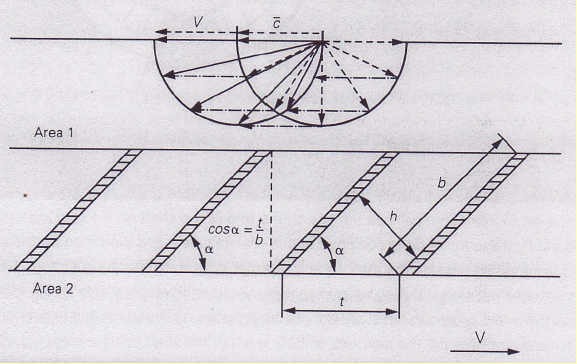 V c̅
Area 1
b
h
cosα = t/b
α α
Area 2
t
V